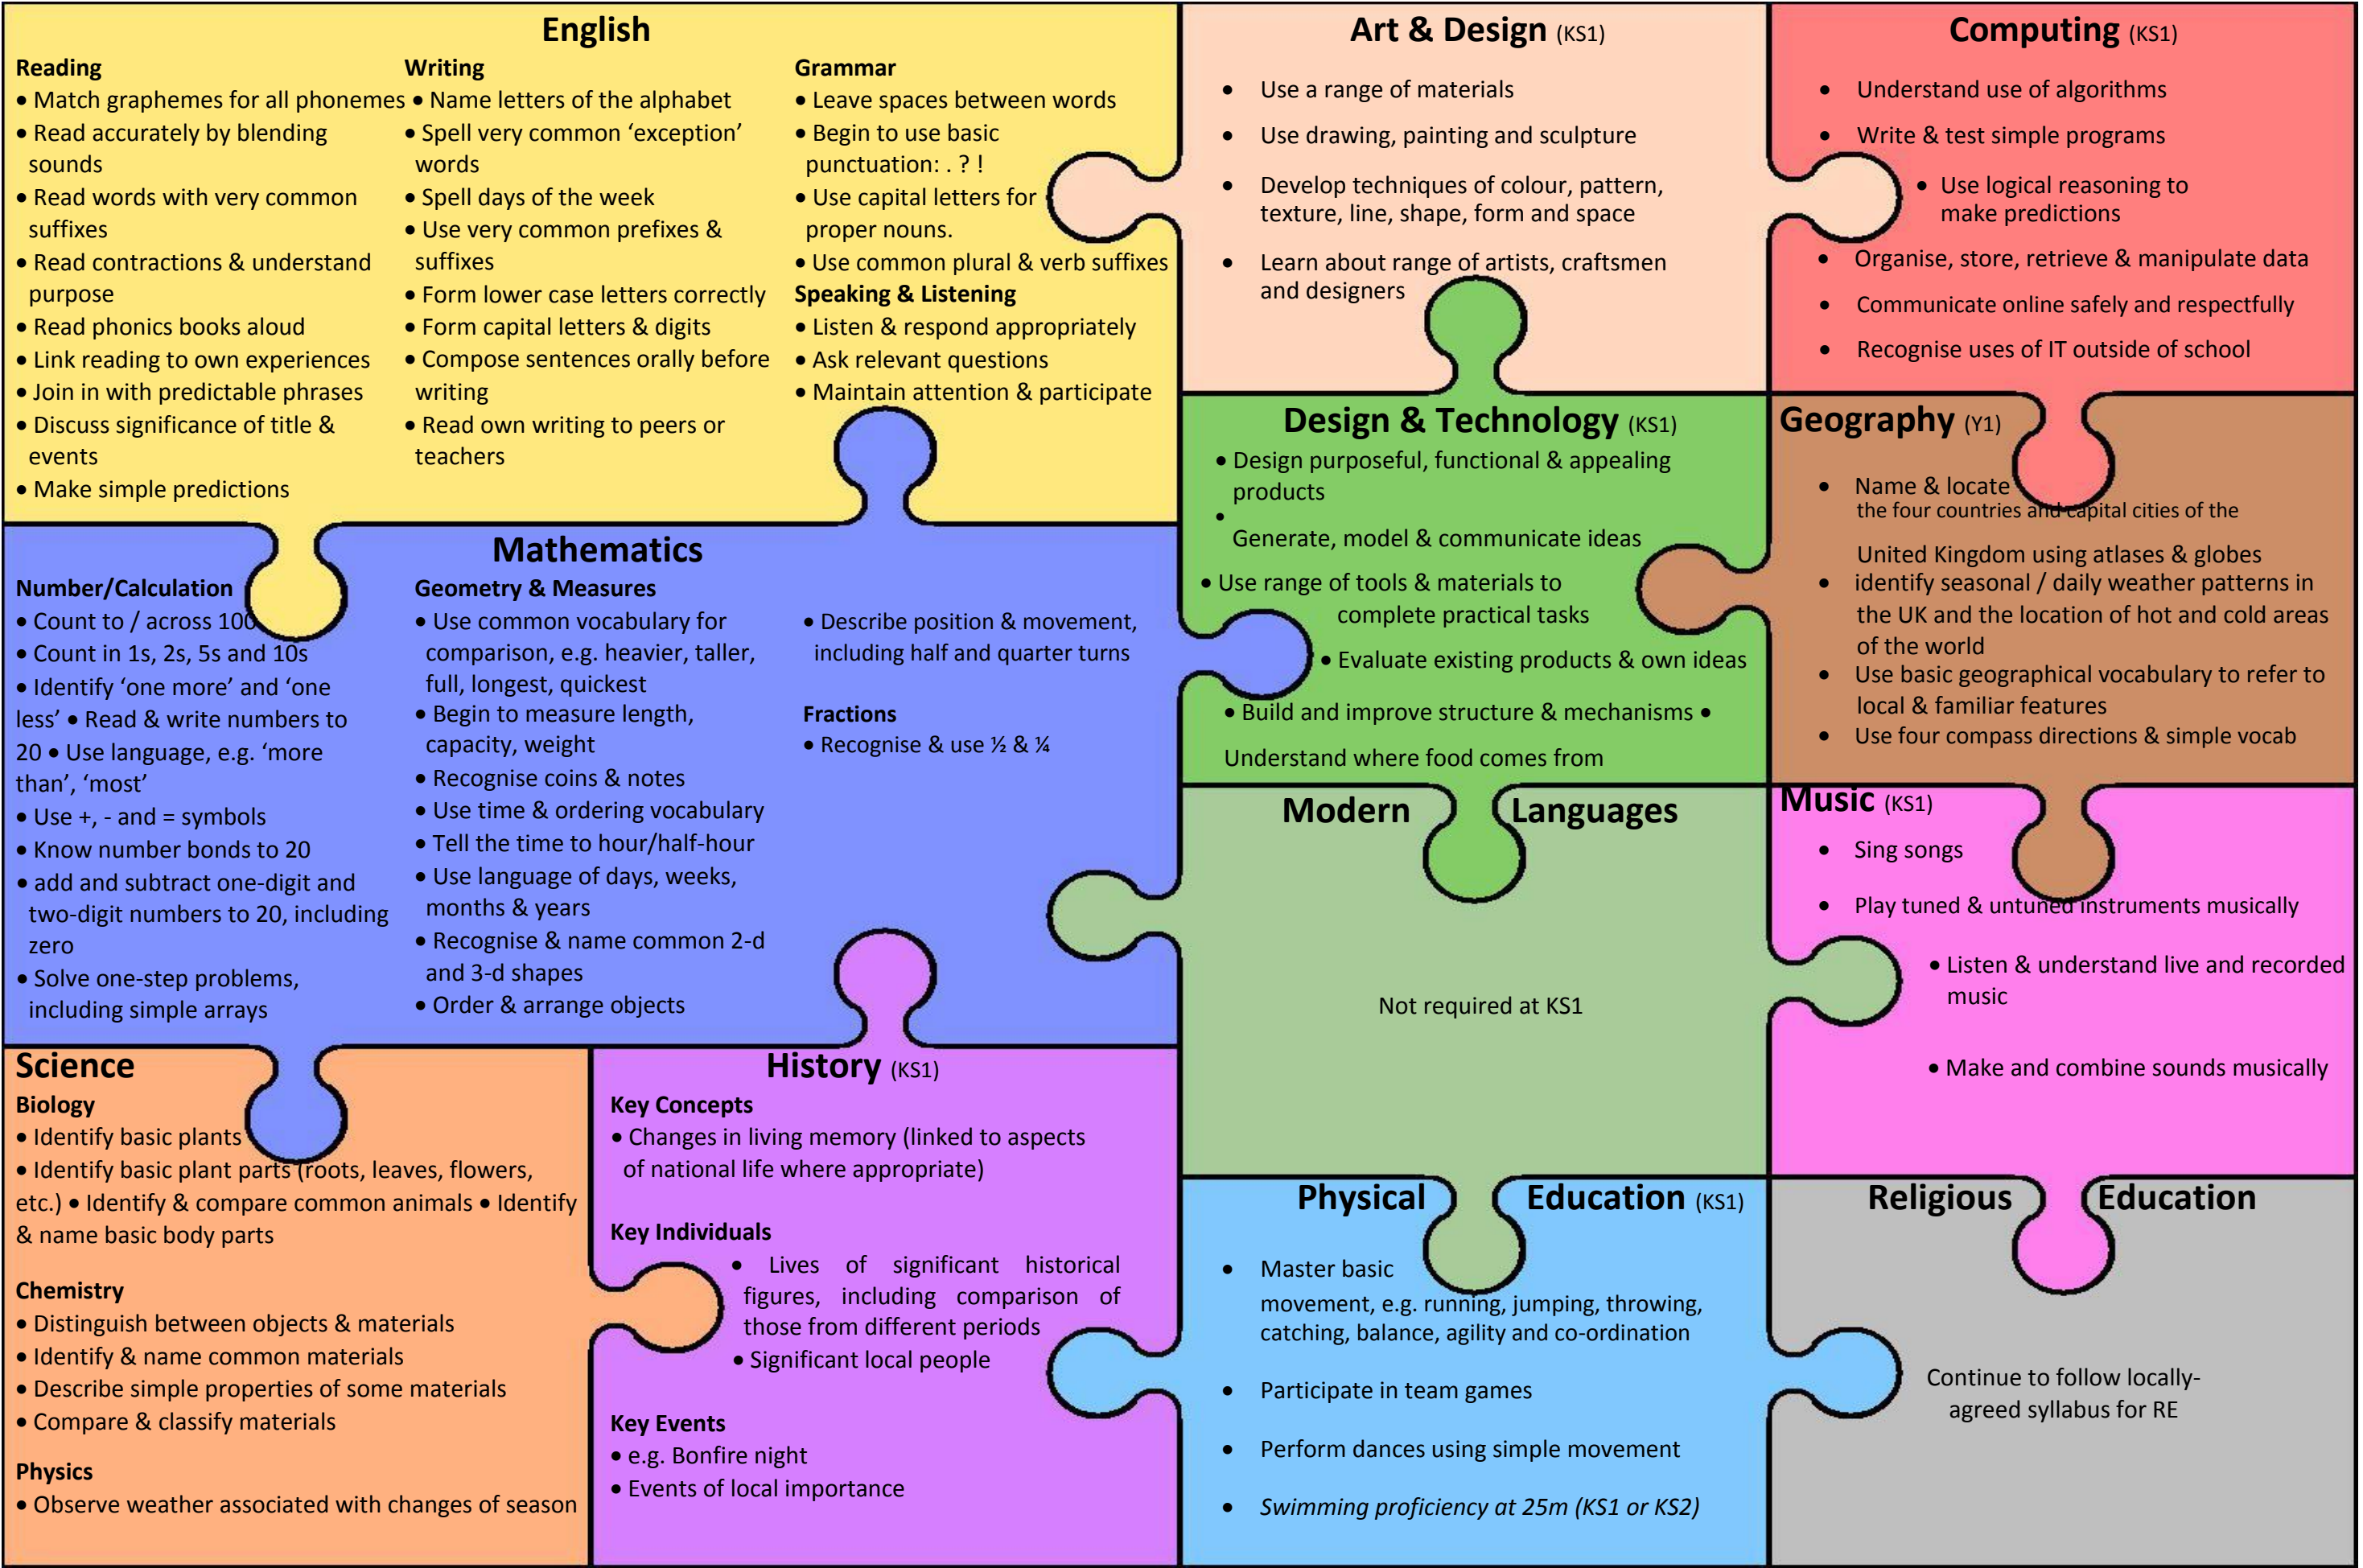 English
Reading
• Match graphemes for all phonemes
• Read accurately by blending
sounds
• Read words with very common
suffixes
• Read contractions & understand
purpose
• Read phonics books aloud
• Link reading to own experiences
• Join in with predictable phrases
• Discuss significance of title &
events
• Make simple predictions
Writing
• Name letters of the alphabet
• Spell very common ‘exception’
words
• Spell days of the week
• Use very common prefixes &
suffixes
• Form lower case letters correctly
• Form capital letters & digits
• Compose sentences orally before
writing
• Read own writing to peers or
teachers
Grammar
• Leave spaces between words
• Begin to use basic
punctuation: . ? !
• Use capital letters for
proper nouns.
• Use common plural & verb suffixes
Speaking & Listening
• Listen & respond appropriately
• Ask relevant questions
• Maintain attention & participate
Art & Design (KS1)
• Use a range of materials
• Use drawing, painting and sculpture
• Develop techniques of colour, pattern,
texture, line, shape, form and space
• Learn about range of artists, craftsmen
and designers
Computing (KS1)
• Understand use of algorithms
• Write & test simple programs
• Use logical reasoning to
make predictions
• Organise, store, retrieve & manipulate data
• Communicate online safely and respectfully
• Recognise uses of IT outside of school
Mathematics
Number/Calculation
• Count to / across 100
• Count in 1s, 2s, 5s and 10s
• Identify ‘one more’ and ‘one
less’ • Read & write numbers to
20 • Use language, e.g. ‘more
than’, ‘most’
• Use +, - and = symbols
• Know number bonds to 20
• add and subtract one-digit and
two-digit numbers to 20, including
zero
• Solve one-step problems,
including simple arrays
Geometry & Measures
• Use common vocabulary for
comparison, e.g. heavier, taller,
full, longest, quickest
• Begin to measure length,
capacity, weight
• Recognise coins & notes
• Use time & ordering vocabulary
• Tell the time to hour/half-hour
• Use language of days, weeks,
months & years
• Recognise & name common 2-d
and 3-d shapes
• Order & arrange objects
• Describe position & movement,
including half and quarter turns
Fractions
• Recognise & use ½ & ¼
Design & Technology (KS1)
• Design purposeful, functional & appealing
products
•
Generate, model & communicate ideas
• Use range of tools & materials to
complete practical tasks
• Evaluate existing products & own ideas
• Build and improve structure & mechanisms •
Understand where food comes from
Geography (Y1)
• Name & locate
the four countries and capital cities of the
United Kingdom using atlases & globes
• identify seasonal / daily weather patterns in
the UK and the location of hot and cold areas
of the world
• Use basic geographical vocabulary to refer to
local & familiar features
• Use four compass directions & simple vocab
Modern Languages
Not required at KS1
Music (KS1)
• Sing songs
• Play tuned & untuned instruments musically
• Listen & understand live and recorded
music
• Make and combine sounds musically
Science
Biology
• Identify basic plants
• Identify basic plant parts (roots, leaves, flowers,
etc.) • Identify & compare common animals • Identify
& name basic body parts
Chemistry
• Distinguish between objects & materials
• Identify & name common materials
• Describe simple properties of some materials
• Compare & classify materials
Physics
• Observe weather associated with changes of season
History (KS1)
Key Concepts
• Changes in living memory (linked to aspects
of national life where appropriate)
Key Individuals
• Lives of significant historical
figures, including comparison of
those from different periods
• Significant local people
Key Events
• e.g. Bonfire night
• Events of local importance
Physical Education (KS1)
• Master basic
movement, e.g. running, jumping, throwing,
catching, balance, agility and co-ordination
• Participate in team games
• Perform dances using simple movement
• Swimming proficiency at 25m (KS1 or KS2)
Religious Education
Continue to follow locally-
agreed syllabus for RE